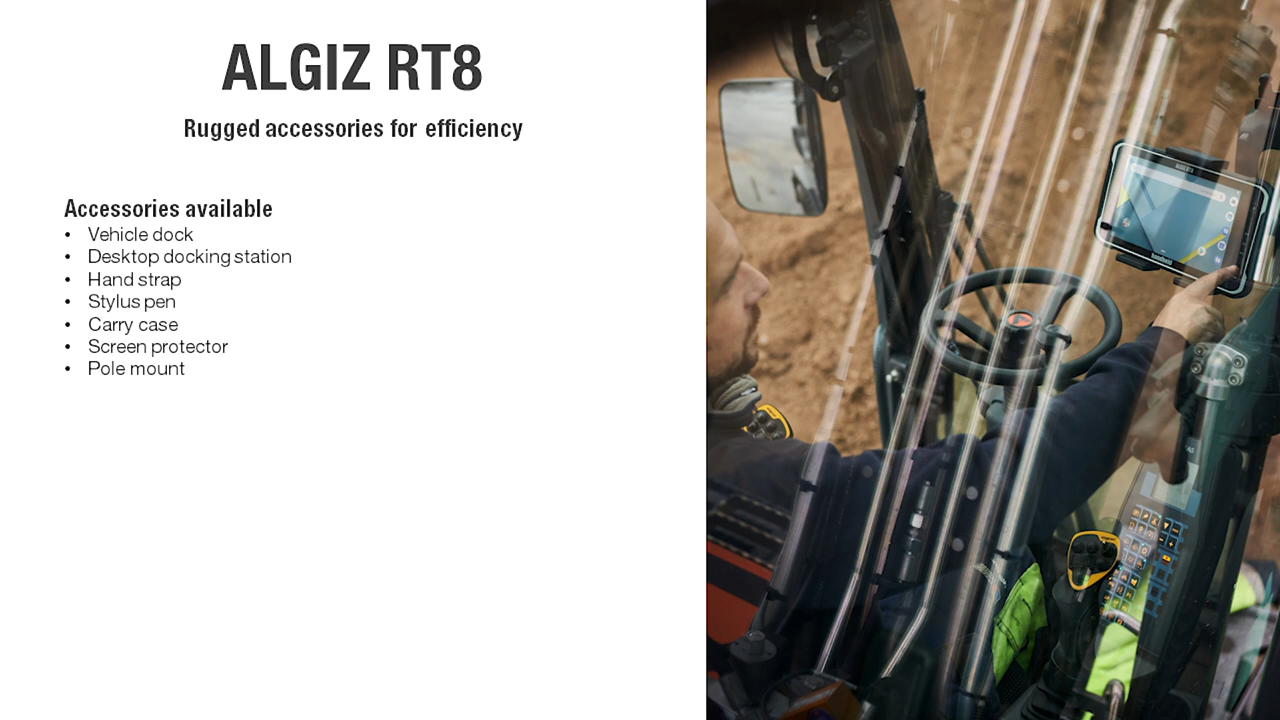 ALGIZ RT8
Rugged accessories for efficiency
Accessories available
• Vehicle dock
• Desktop docking station
• Hand strap
• Stylus pen
• Carry case
• Screen protector
• Pole mount
handheld